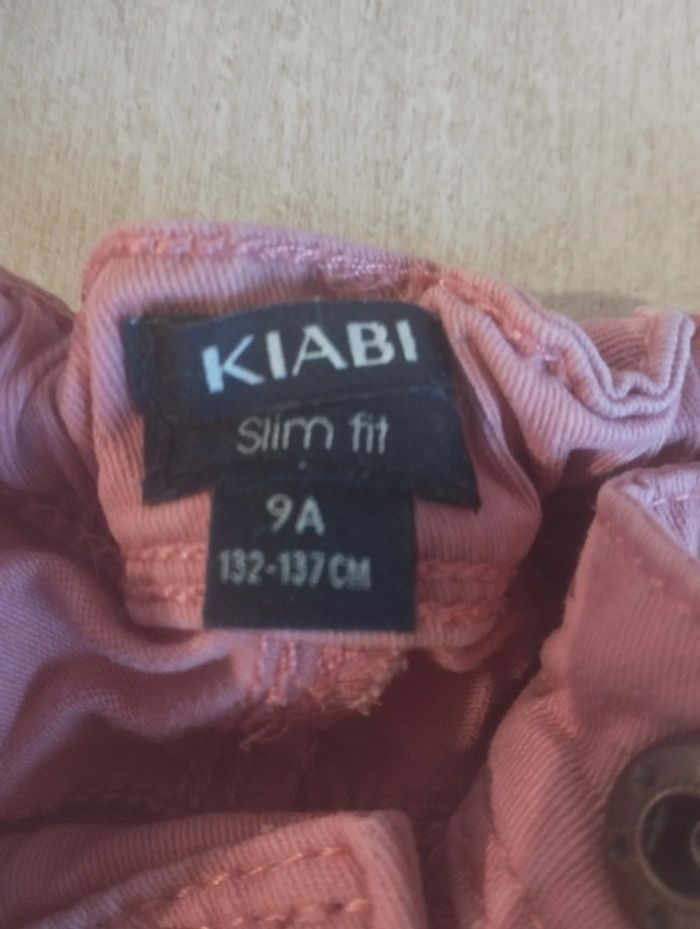 KIABI
Slim fit
9A
132-137CM